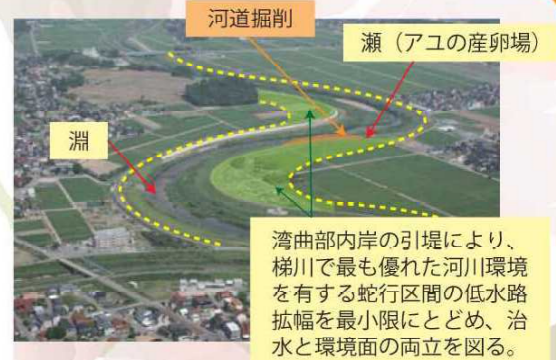 河道掘削
瀬（アユの産卵場）
淵
湾曲部内岸の引堤により、
梯川で最も優れた河川環境
を有する蛇行区間の低水路
拡幅を最小限にとどめ、治
水と環境面の両立を図る。